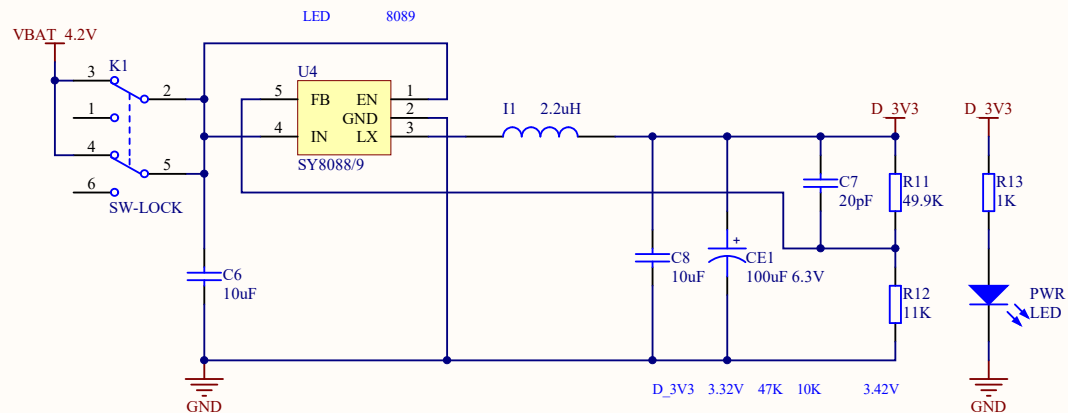 LED 8089
VBAT_4.2V
K1
3
2
1
4
5
6
SW-LOCK
U4
5 FB EN 1
GND 2
4 IN LX 3
SY8088/9
I1 2.2uH
D_3V3
D_3V3
C7
20pF
R11
49.9K
R13
1K
C6
10uF
C8
10uF
+
CE1
100uF 6.3V
R12
11K
PWR
LED
D_3V3 3.32V 47K 10K 3.42V
GND
GND